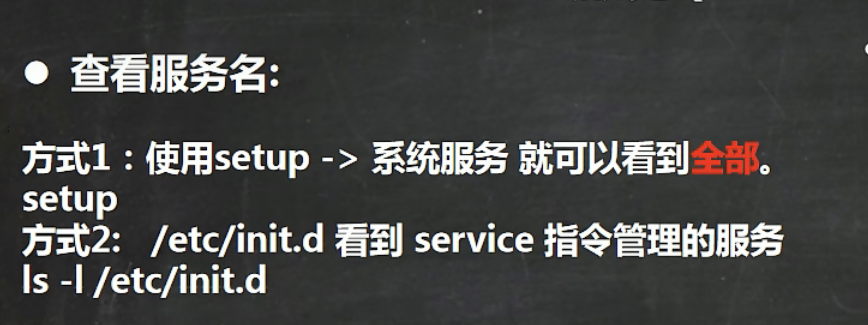 ● 查看服务名:
方式1：使用setup -> 系统服务 就可以看到全部。
setup
方式2: /etc/init.d 看到 service 指令管理的服务
ls -l /etc/init.d